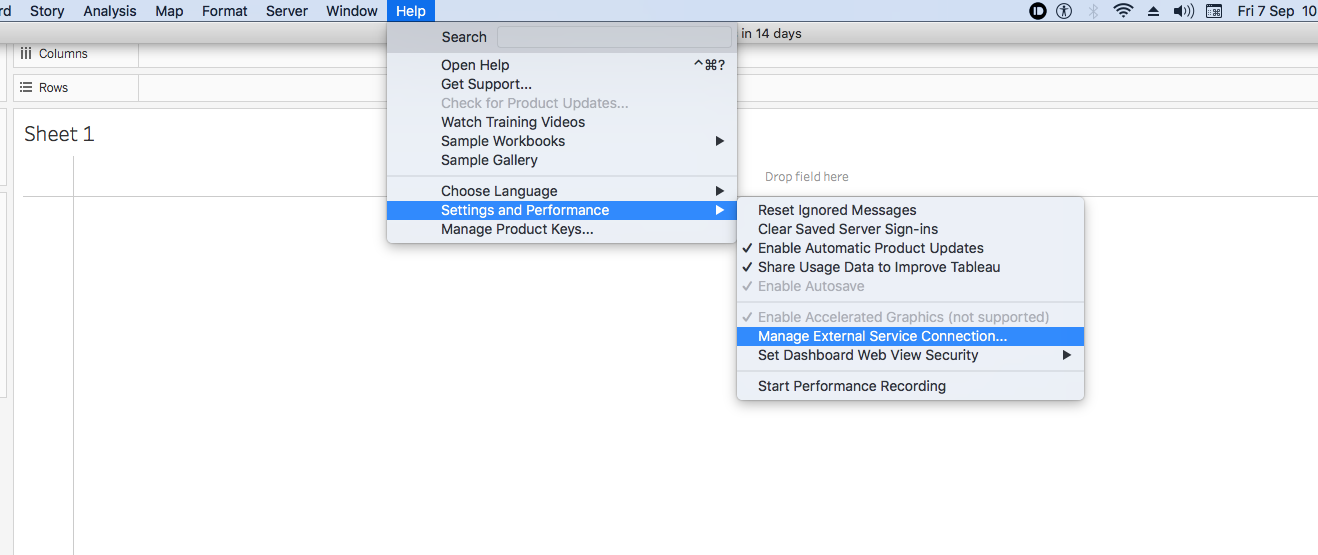 rd Story Analysis Map Format Server Window Help Fri 7 Sep 10
Search in 14 days
Columns
Open Help ^⌘?
Rows
Get Support...
Check for Product Updates...
Watch Training Videos
Sheet 1
Sample Workbooks
Sample Gallery
Drop field here
Choose Language
Settings and Performance
Manage Product Keys...
Reset Ignored Messages
Clear Saved Server Sign-ins
Enable Automatic Product Updates
Share Usage Data to Improve Tableau
Enable Autosave
Enable Accelerated Graphics (not supported)
Manage External Service Connection...
Set Dashboard Web View Security
Start Performance Recording